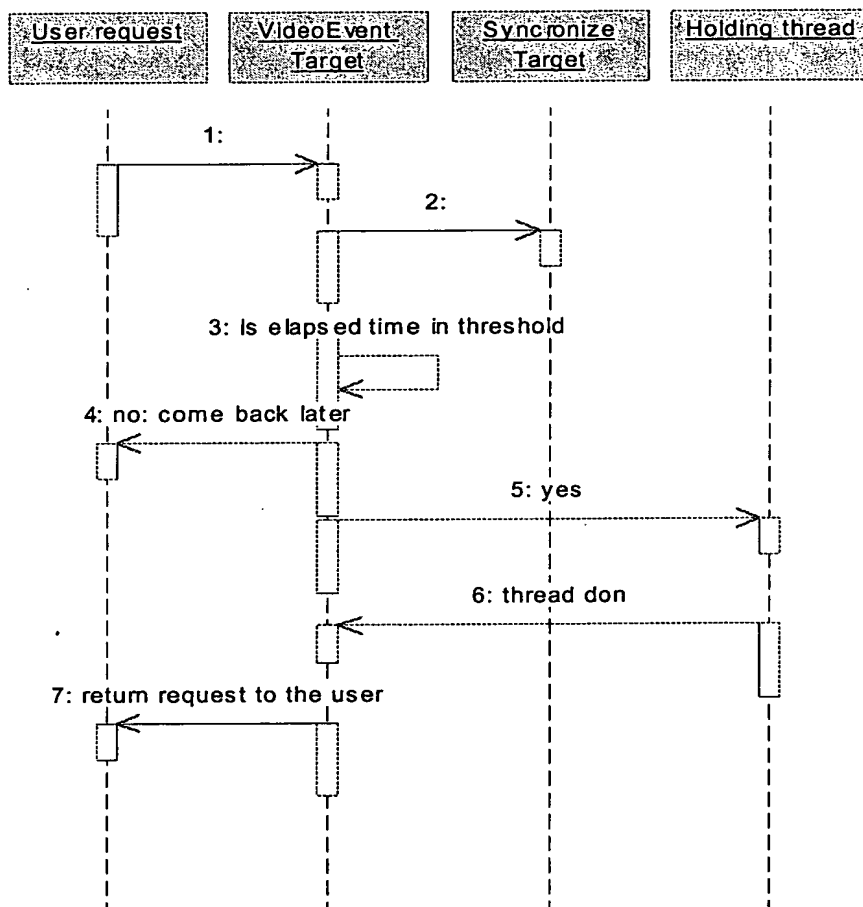 User request
VideoEvent
Target
Syncronize
Target
Holding thread
1:
2:
3: Is elapsed time in threshold
4: no: come back later
5: yes
6: thread don
7: return request to the user